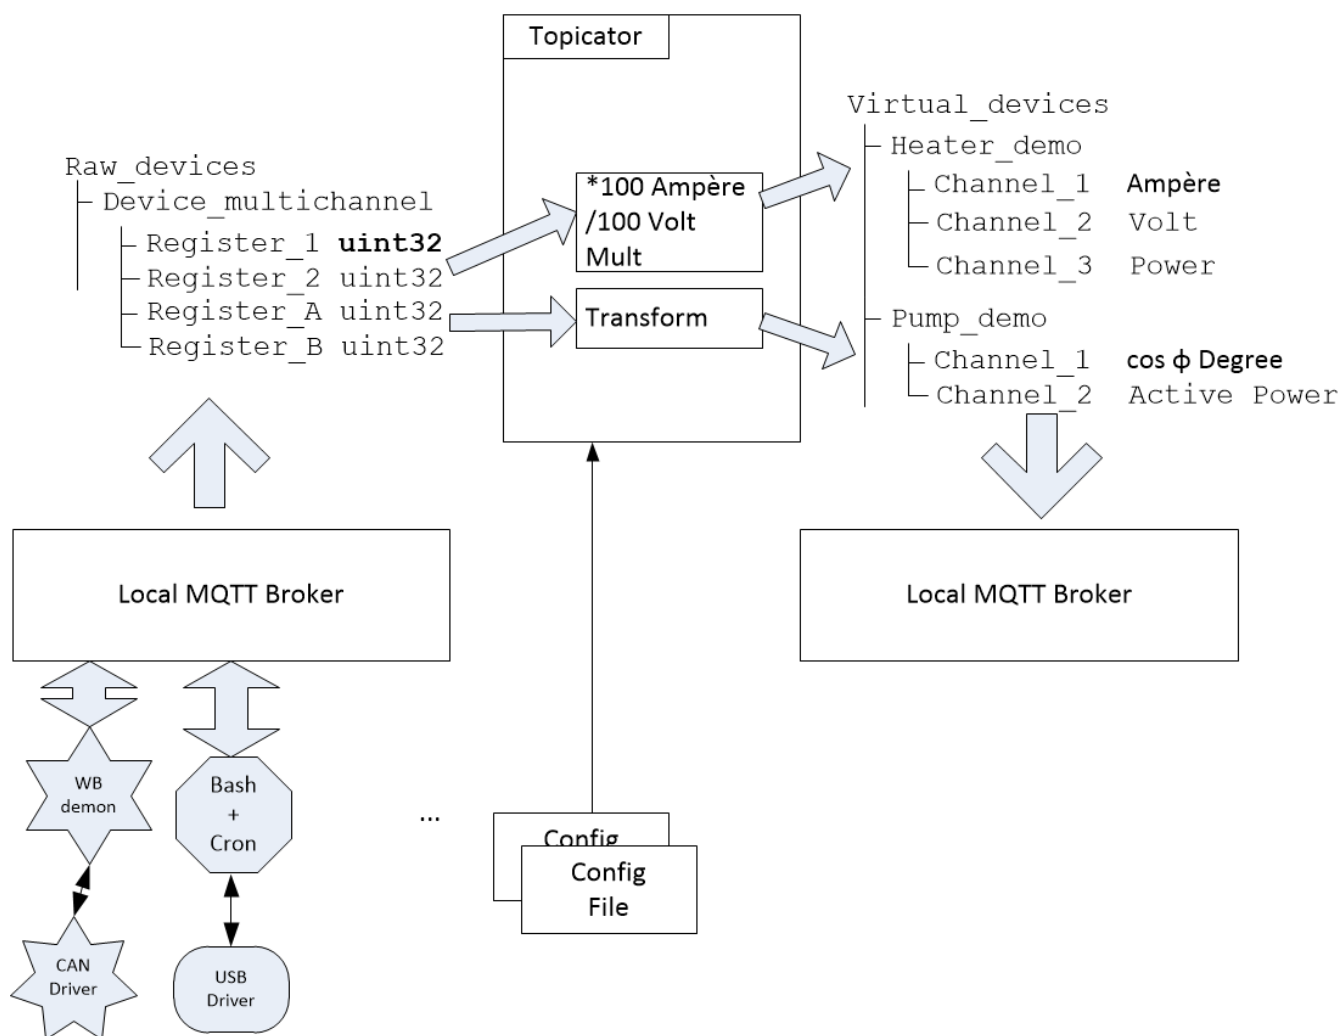 Topicator
Raw_devices
Device_multichannel
Register_1 uint32
Register_2 uint32
Register_A uint32
Register_B uint32
*100 Ampère
/100 Volt
Mult
Transform
Virtual_devices
Heater_demo
Channel_1 Ampère
Channel_2 Volt
Channel_3 Power
Pump_demo
Channel_1 cos ϕ Degree
Channel_2 Active Power
Local MQTT Broker
Local MQTT Broker
WB
demon
Bash
+
Cron
...
Config
Config
File
CAN
Driver
USB
Driver